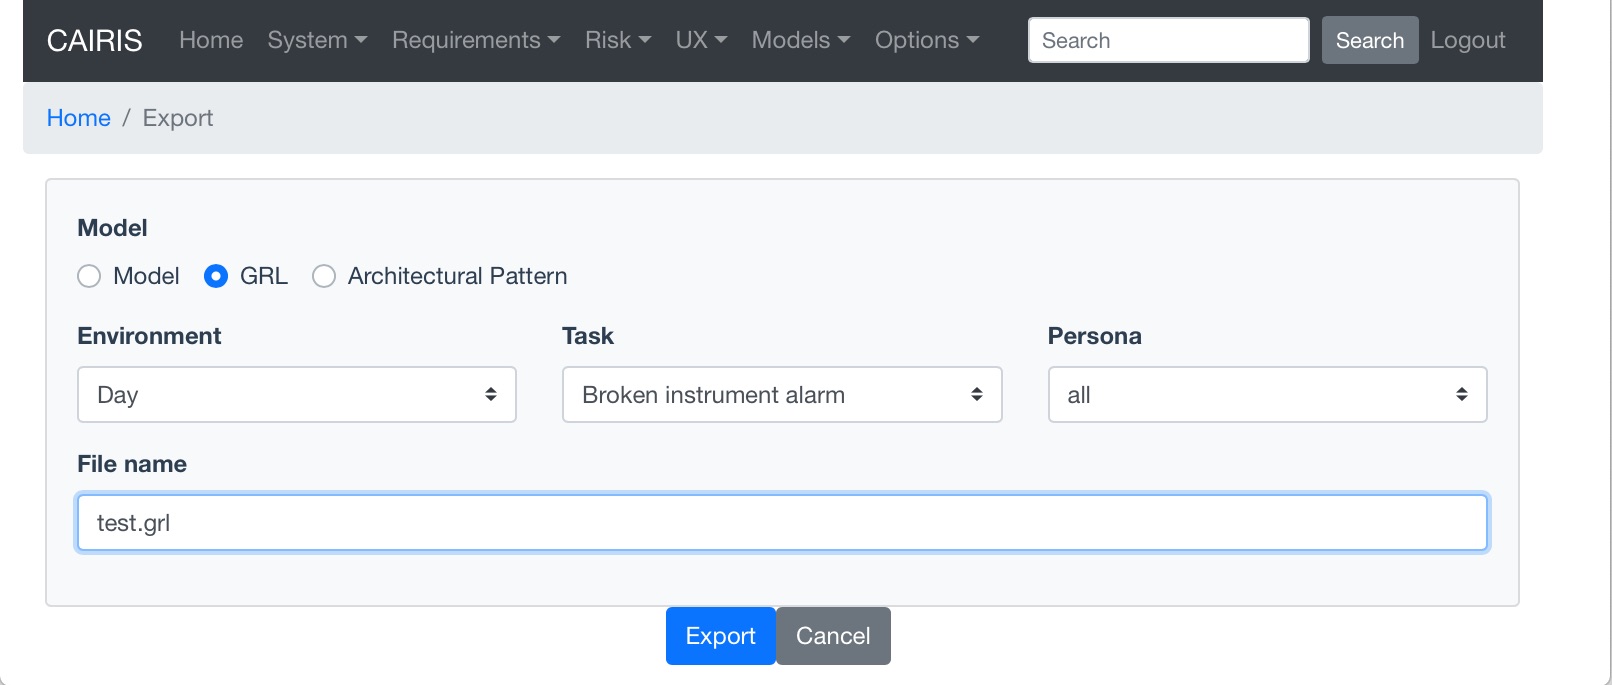 CAIRIS Home System Requirements Risk UX Models Options Search Search Logout
Home / Export
Model
Model GRL Architectural Pattern
Environment Task Persona
Day Broken instrument alarm all
File name
test.grl
Export Cancel